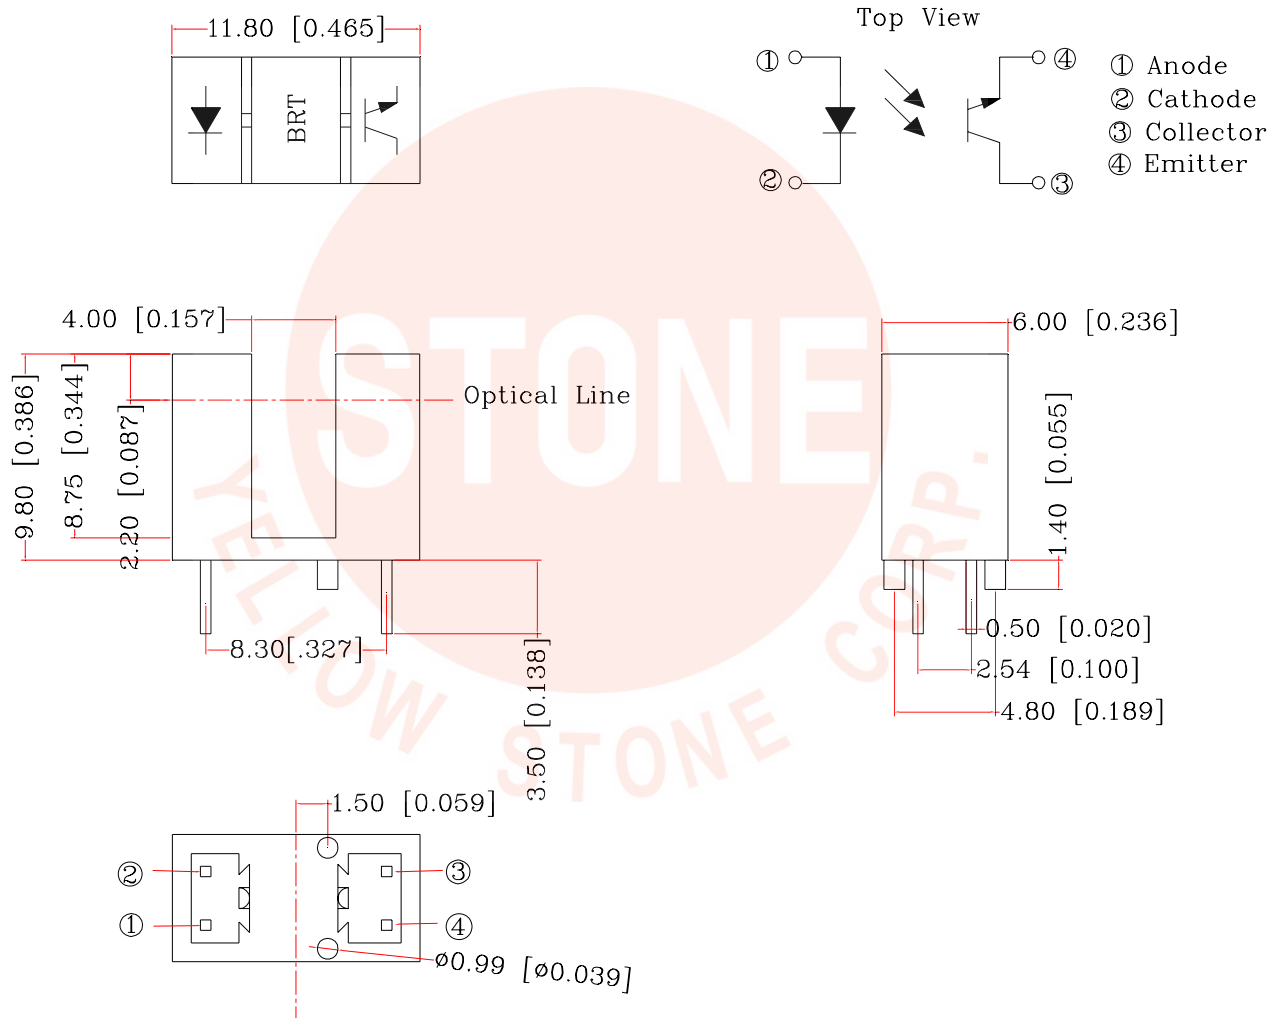 11.80 [0.465]
BRT
Top View
① ④
② ③
① Anode
② Cathode
③ Collector
④ Emitter
4.00 [0.157]
9.80 [0.386]
8.75 [0.344]
2.20 [0.087]
Optical Line
8.30[.327]
3.50 [0.138]
6.00 [0.236]
1.40 [0.055]
0.50 [0.020]
2.54 [0.100]
4.80 [0.189]
1.50 [0.059]
② ③
① ④
ø0.99 [ø0.039]
STONE
YELLOW STONE CORP.